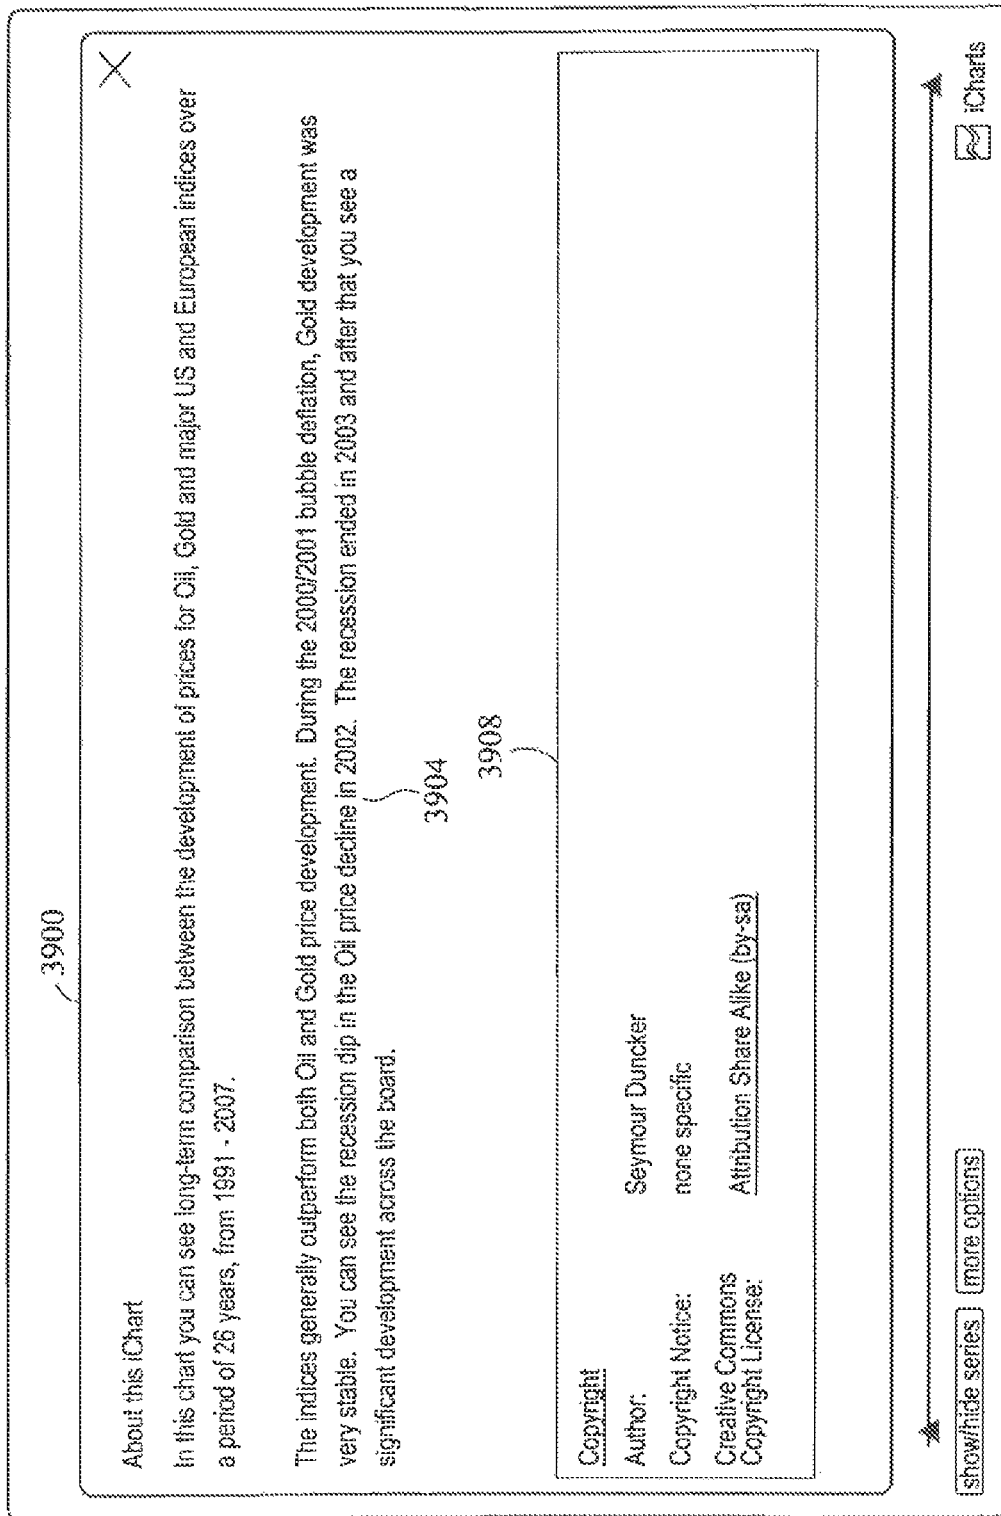 3900
About this iChart
In this chart you can see long-term comparison between the development of prices for Oil, Gold and major US and European indices over
a period of 26 years, from 1991 - 2007.
The indices generally outperform both Oil and Gold price development. During the 2000/2001 bubble deflation, Gold development was
very stable. You can see the recession dip in the Oil price decline in 2002. The recession ended in 2003 and after that you see a
significant development across the board.
3904
3908
Copyright
Author: Seymour Duncker
Copyright Notice: none specific
Creative Commons
Copyright License: Attribution Share Alike (by-sa)
show/hide series more options iCharts